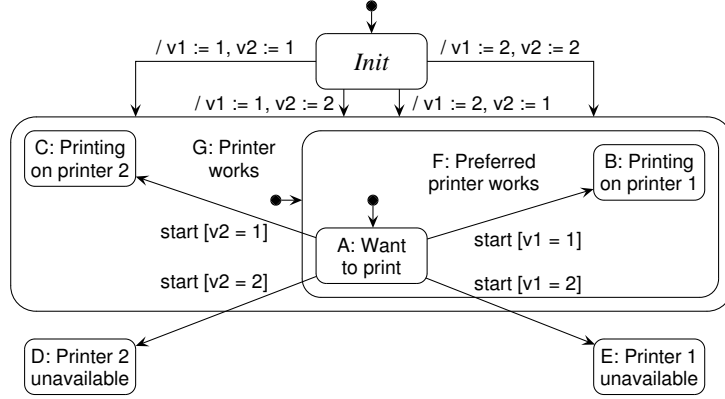 / v1 := 1, v2 := 1
Init
/ v1 := 2, v2 := 2
/ v1 := 1, v2 := 2
/ v1 := 2, v2 := 1
C: Printing
on printer 2
G: Printer
works
F: Preferred
printer works
B: Printing
on printer 1
start [v2 = 1]
A: Want
to print
start [v1 = 1]
start [v2 = 2]
start [v1 = 2]
D: Printer 2
unavailable
E: Printer 1
unavailable